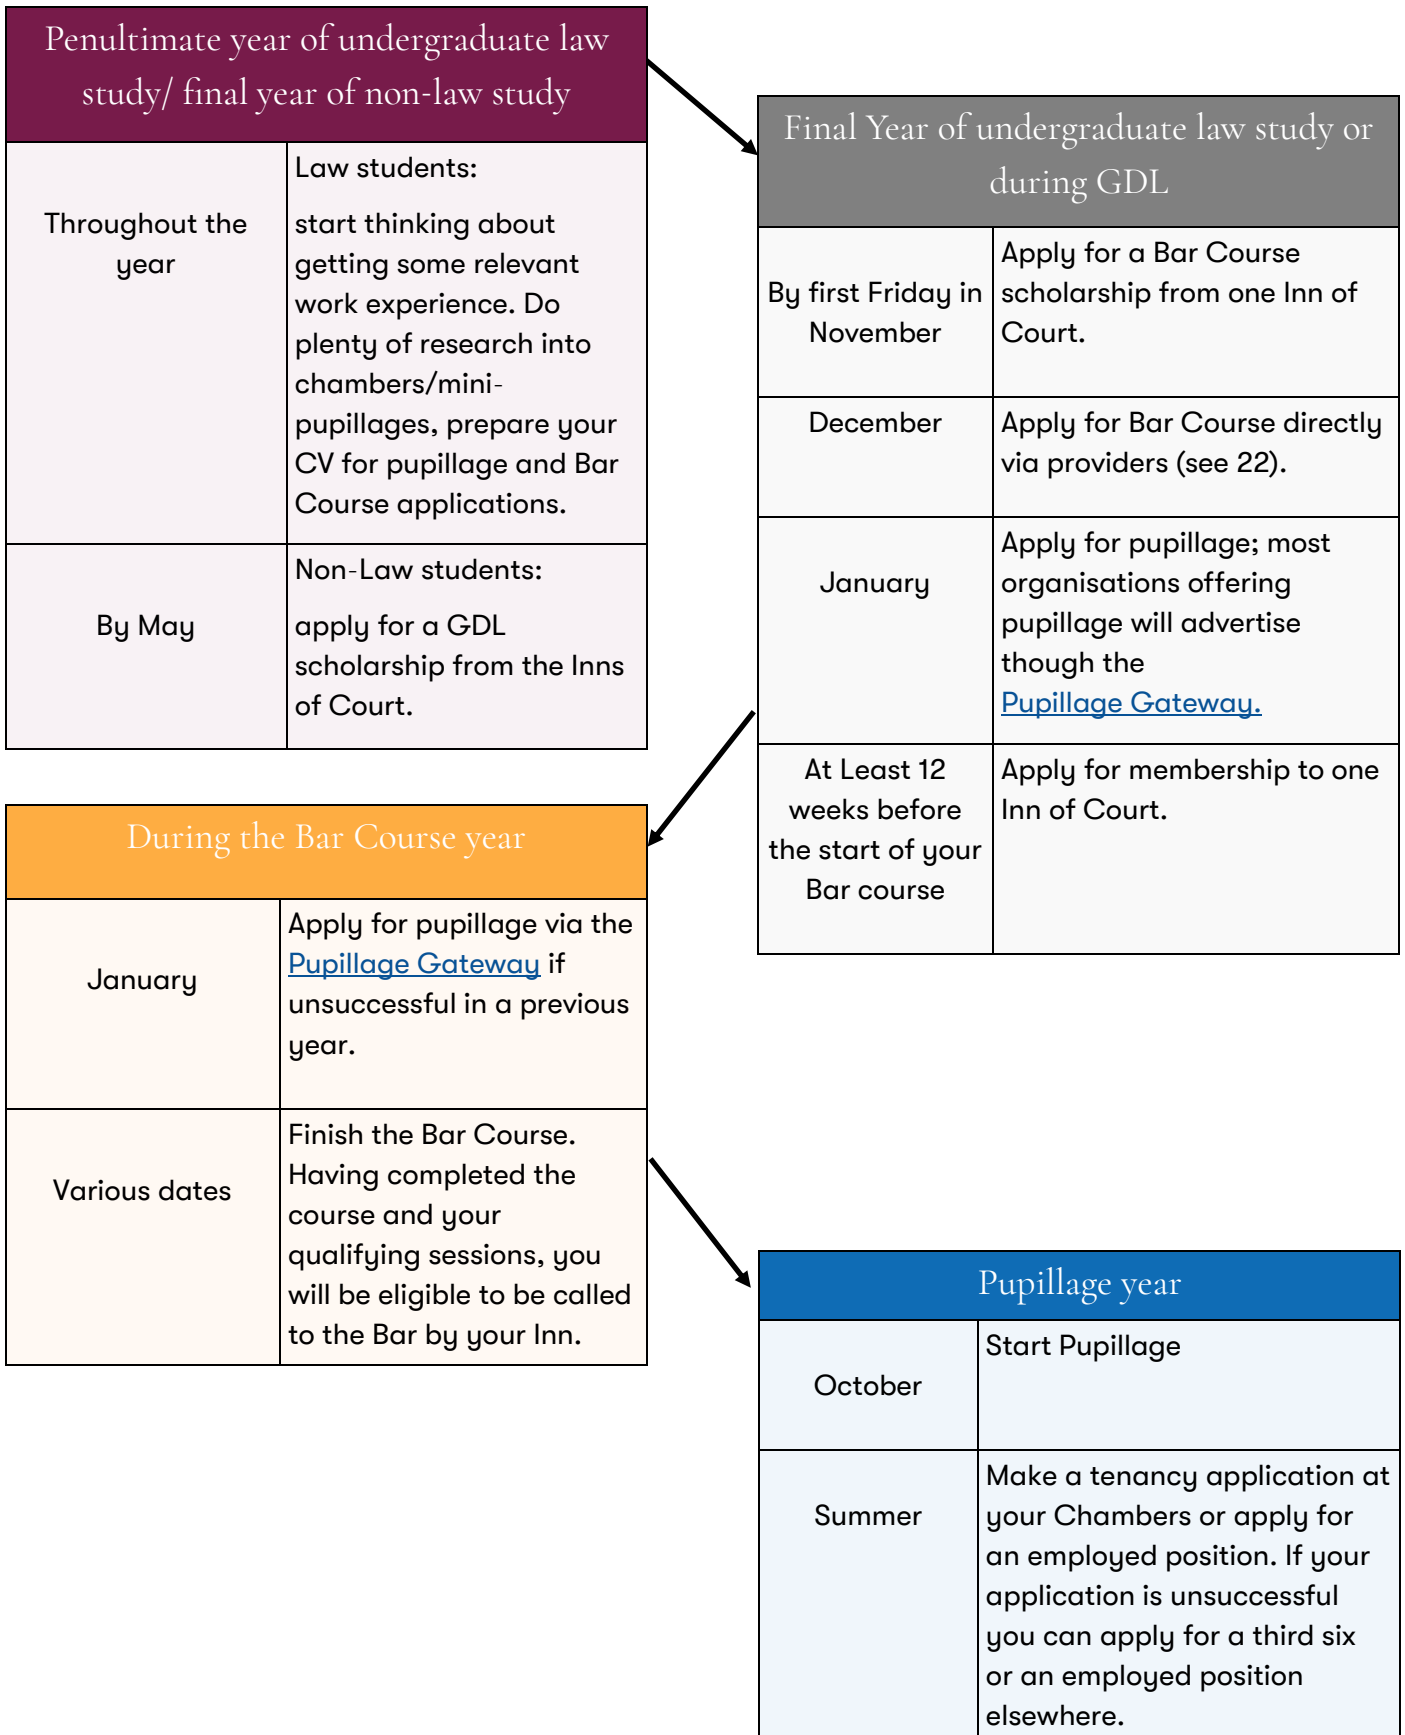 Penultimate year of undergraduate law
study/ final year of non-law study
Throughout the
year
Law students:
start thinking about
getting some relevant
work experience. Do
plenty of research into
chambers/mini-
pupillages, prepare your
CV for pupillage and Bar
Course applications.
By May
Non-Law students:
apply for a GDL
scholarship from the Inns
of Court.
Final Year of undergraduate law study or
during GDL
By first Friday in
November
Apply for a Bar Course
scholarship from one Inn of
Court.
December
Apply for Bar Course directly
via providers (see 22).
January
Apply for pupillage; most
organisations offering
pupillage will advertise
though the
Pupillage Gateway.
At Least 12
weeks before
the start of your
Bar course
Apply for membership to one
Inn of Court.
During the Bar Course year
January
Apply for pupillage via the
Pupillage Gateway if
unsuccessful in a previous
year.
Various dates
Finish the Bar Course.
Having completed the
course and your
qualifying sessions, you
will be eligible to be called
to the Bar by your Inn.
Pupillage year
October
Start Pupillage
Summer
Make a tenancy application at
your Chambers or apply for
an employed position. If your
application is unsuccessful
you can apply for a third six
or an employed position
elsewhere.